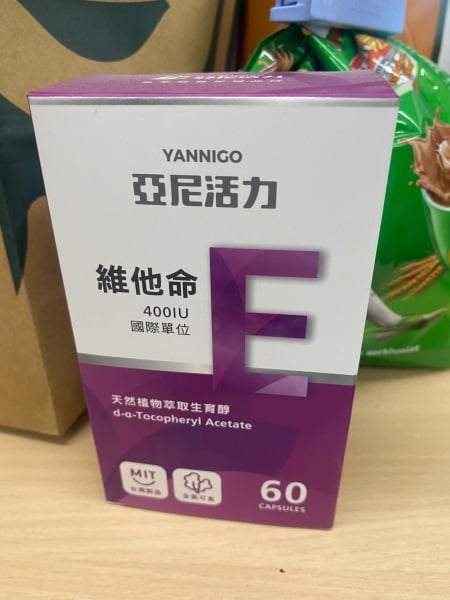 YANNIGO
亞尼活力
維他命
E
400IU
國際單位
天然植物萃取生育醇
d-α-Tocopheryl Acetate
MIT
台灣製造
全素可食
60
CAPSULES